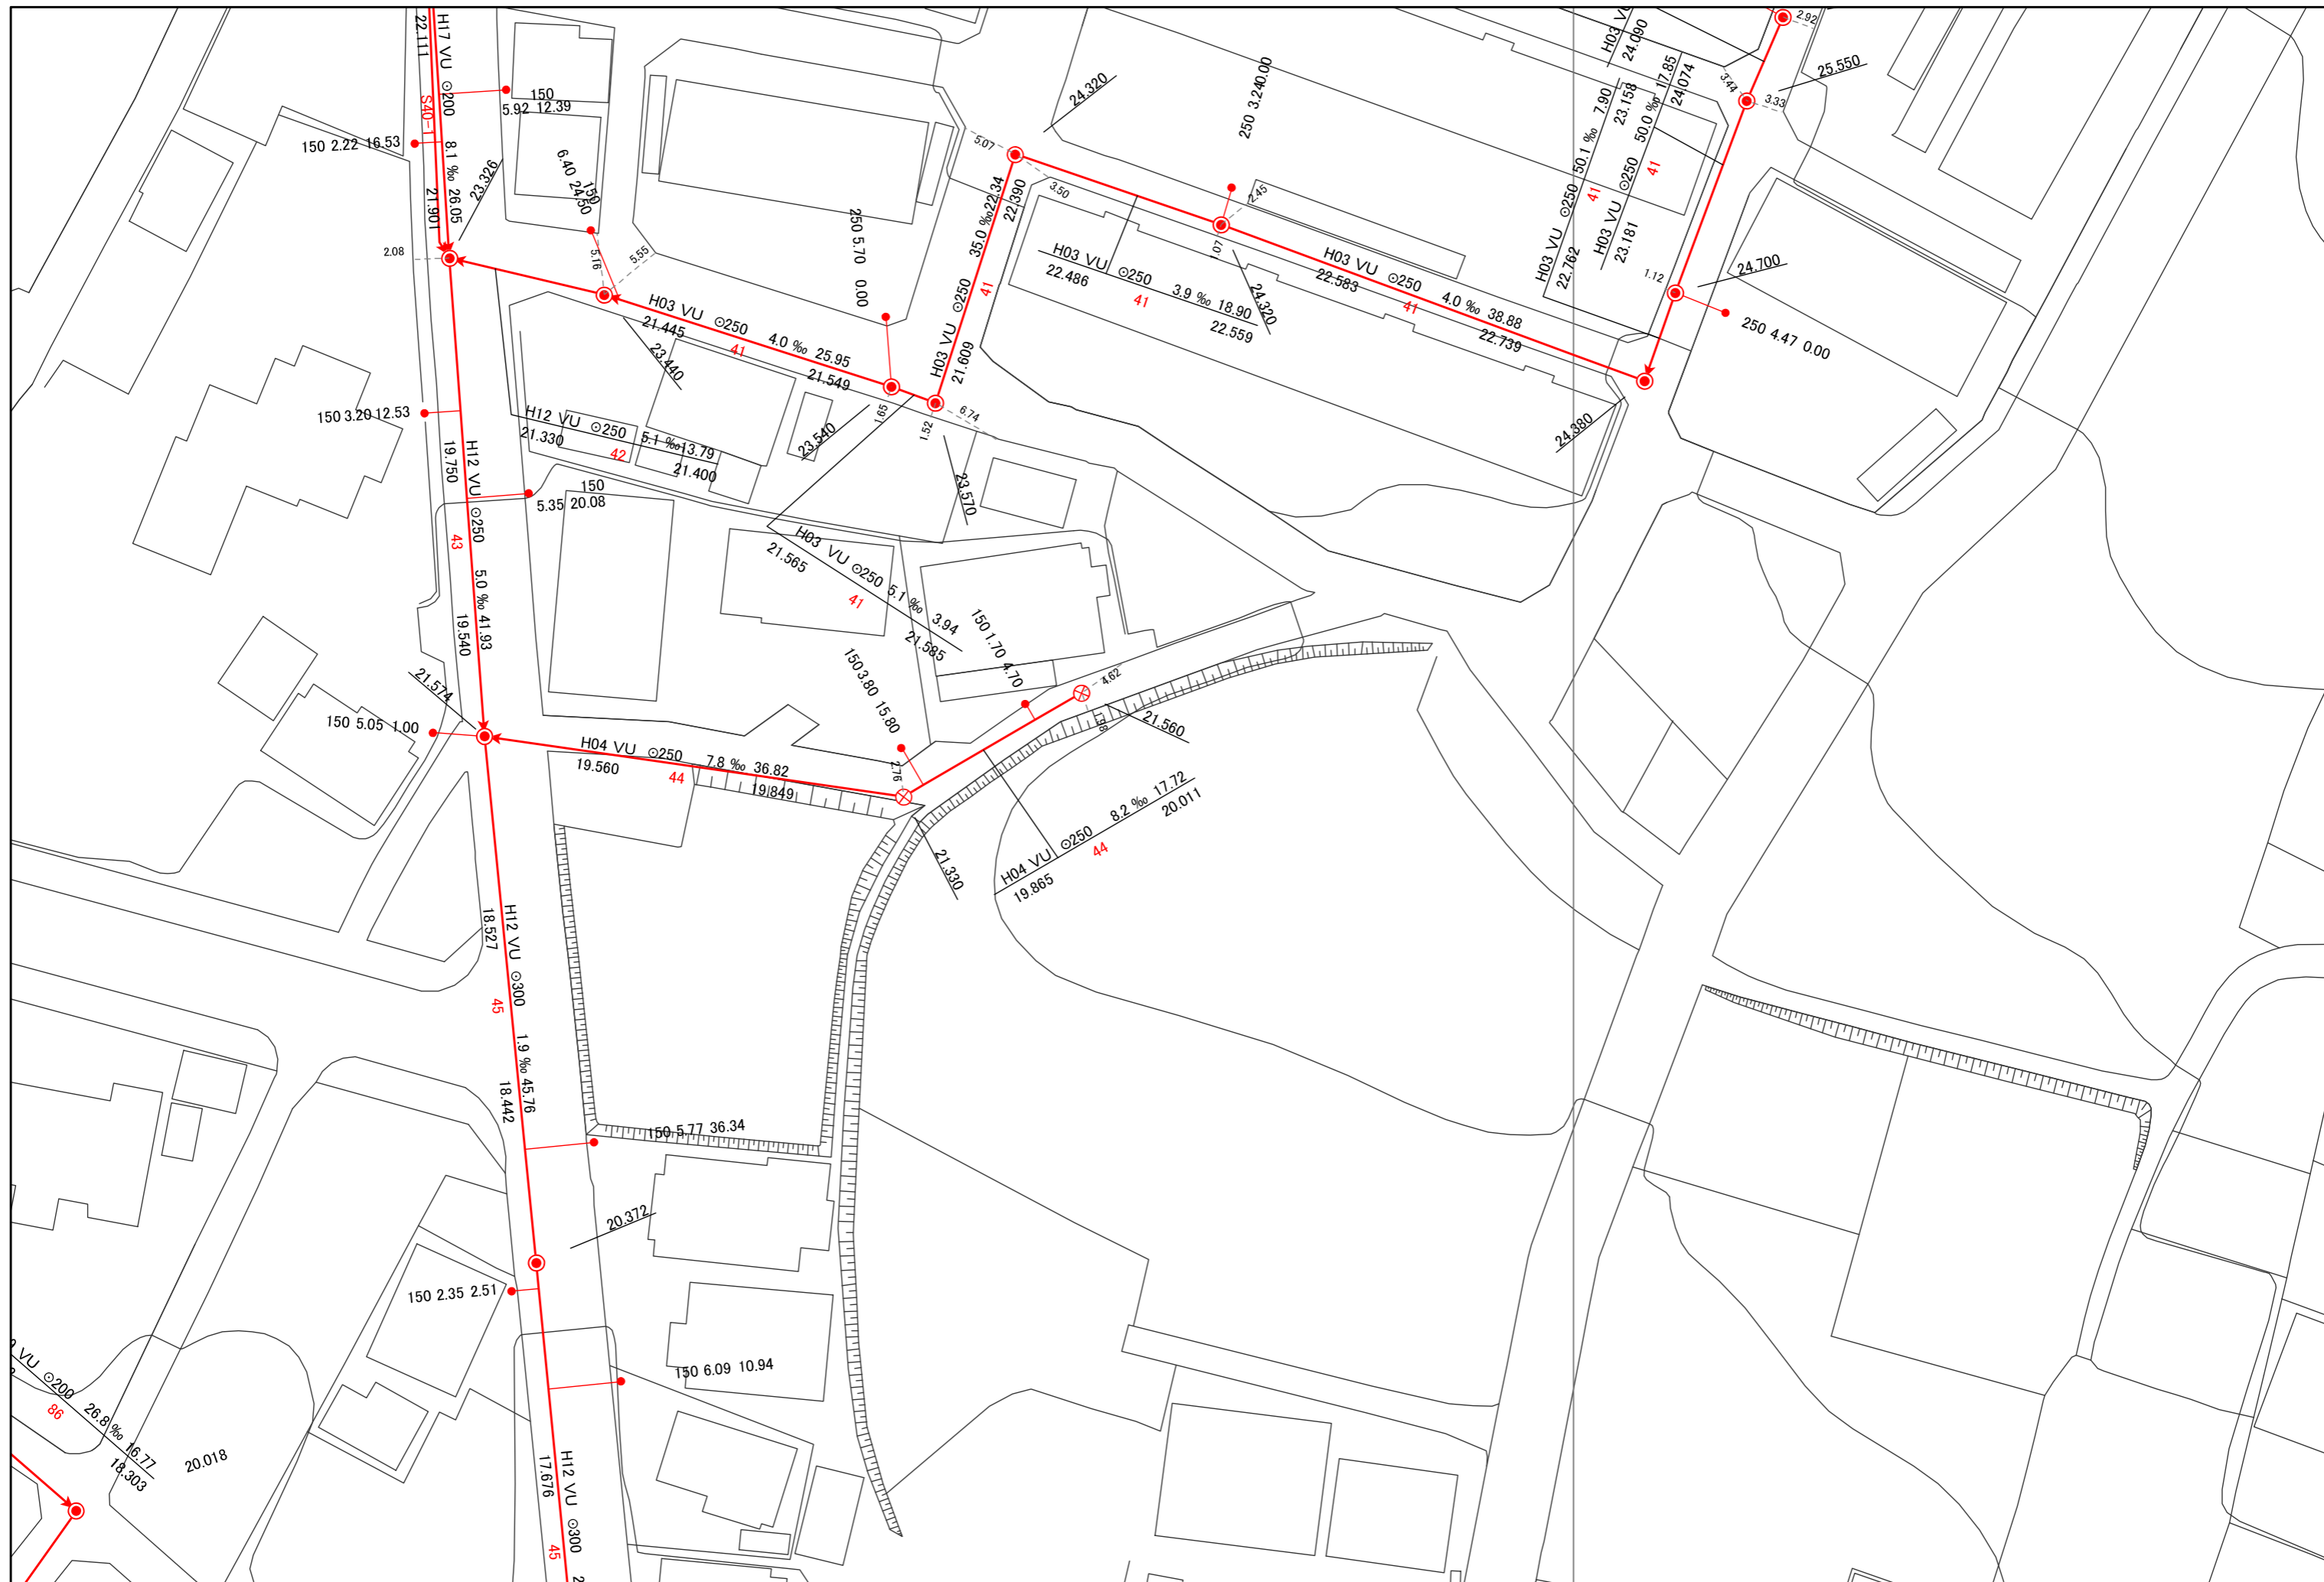 H17 VU ⊙200 8.1 ‰ 26.05
22.111
21.901
S40-1
150
5.92 12.39
150 2.22 16.53
23.326
6.40 24.50
150
2.08
5.16
5.55
5.07
3.50
24.320
250 3.24 0.00
2.45
1.07
24.320
H03 VU
24.090
2.92
25.550
3.44
3.33
H03 VU ⊙250 50.1 ‰ 7.90
22.762
23.158
41
H03 VU ⊙250 50.0 ‰ 17.85
23.181
24.074
41
24.700
1.12
250 4.47 0.00
H03 VU ⊙250 4.0 ‰ 38.88
22.583
41
22.739
24.380
H03 VU ⊙250 3.9 ‰ 18.90
22.486
41
22.559
H03 VU ⊙250 35.0 ‰ 22.34
21.609
22.390
41
250 5.70 0.00
H03 VU ⊙250 4.0 ‰ 25.95
21.445
41
21.549
23.440
23.540
1.65
1.52
6.74
23.570
H12 VU ⊙250 5.1 ‰ 13.79
21.330
42
21.400
150 3.20 12.53
150
5.35 20.08
H12 VU ⊙250 5.0 ‰ 41.93
19.750
43
19.540
H03 VU ⊙250 5.1 ‰ 3.94
21.565
41
21.585
150 1.70 4.70
150 3.80 15.80
4.62
1.98
21.560
21.574
150 5.05 1.00
H04 VU ⊙250 7.8 ‰ 36.82
19.560
44
19.849
2.76
21.330
H04 VU ⊙250 8.2 ‰ 17.72
19.865
44
20.011
H12 VU ⊙300 1.9 ‰ 45.76
18.527
45
18.442
150 5.77 36.34
20.372
150 2.35 2.51
150 6.09 10.94
VU ⊙200 26.8 ‰ 16.77
86
18.303
20.018
H12 VU ⊙300
17.676
45